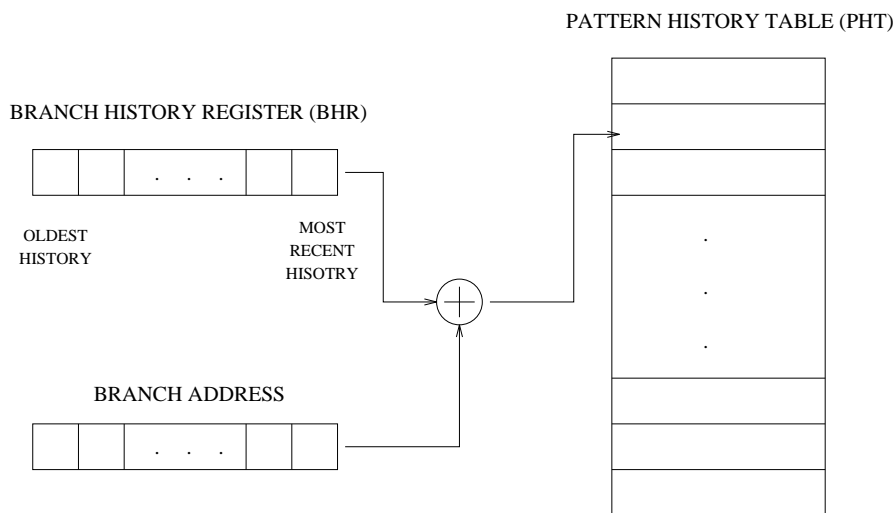 PATTERN HISTORY TABLE (PHT)
BRANCH HISTORY REGISTER (BHR)
. . .
OLDEST
HISTORY
MOST
RECENT
HISOTRY
.
.
.
BRANCH ADDRESS
. . .